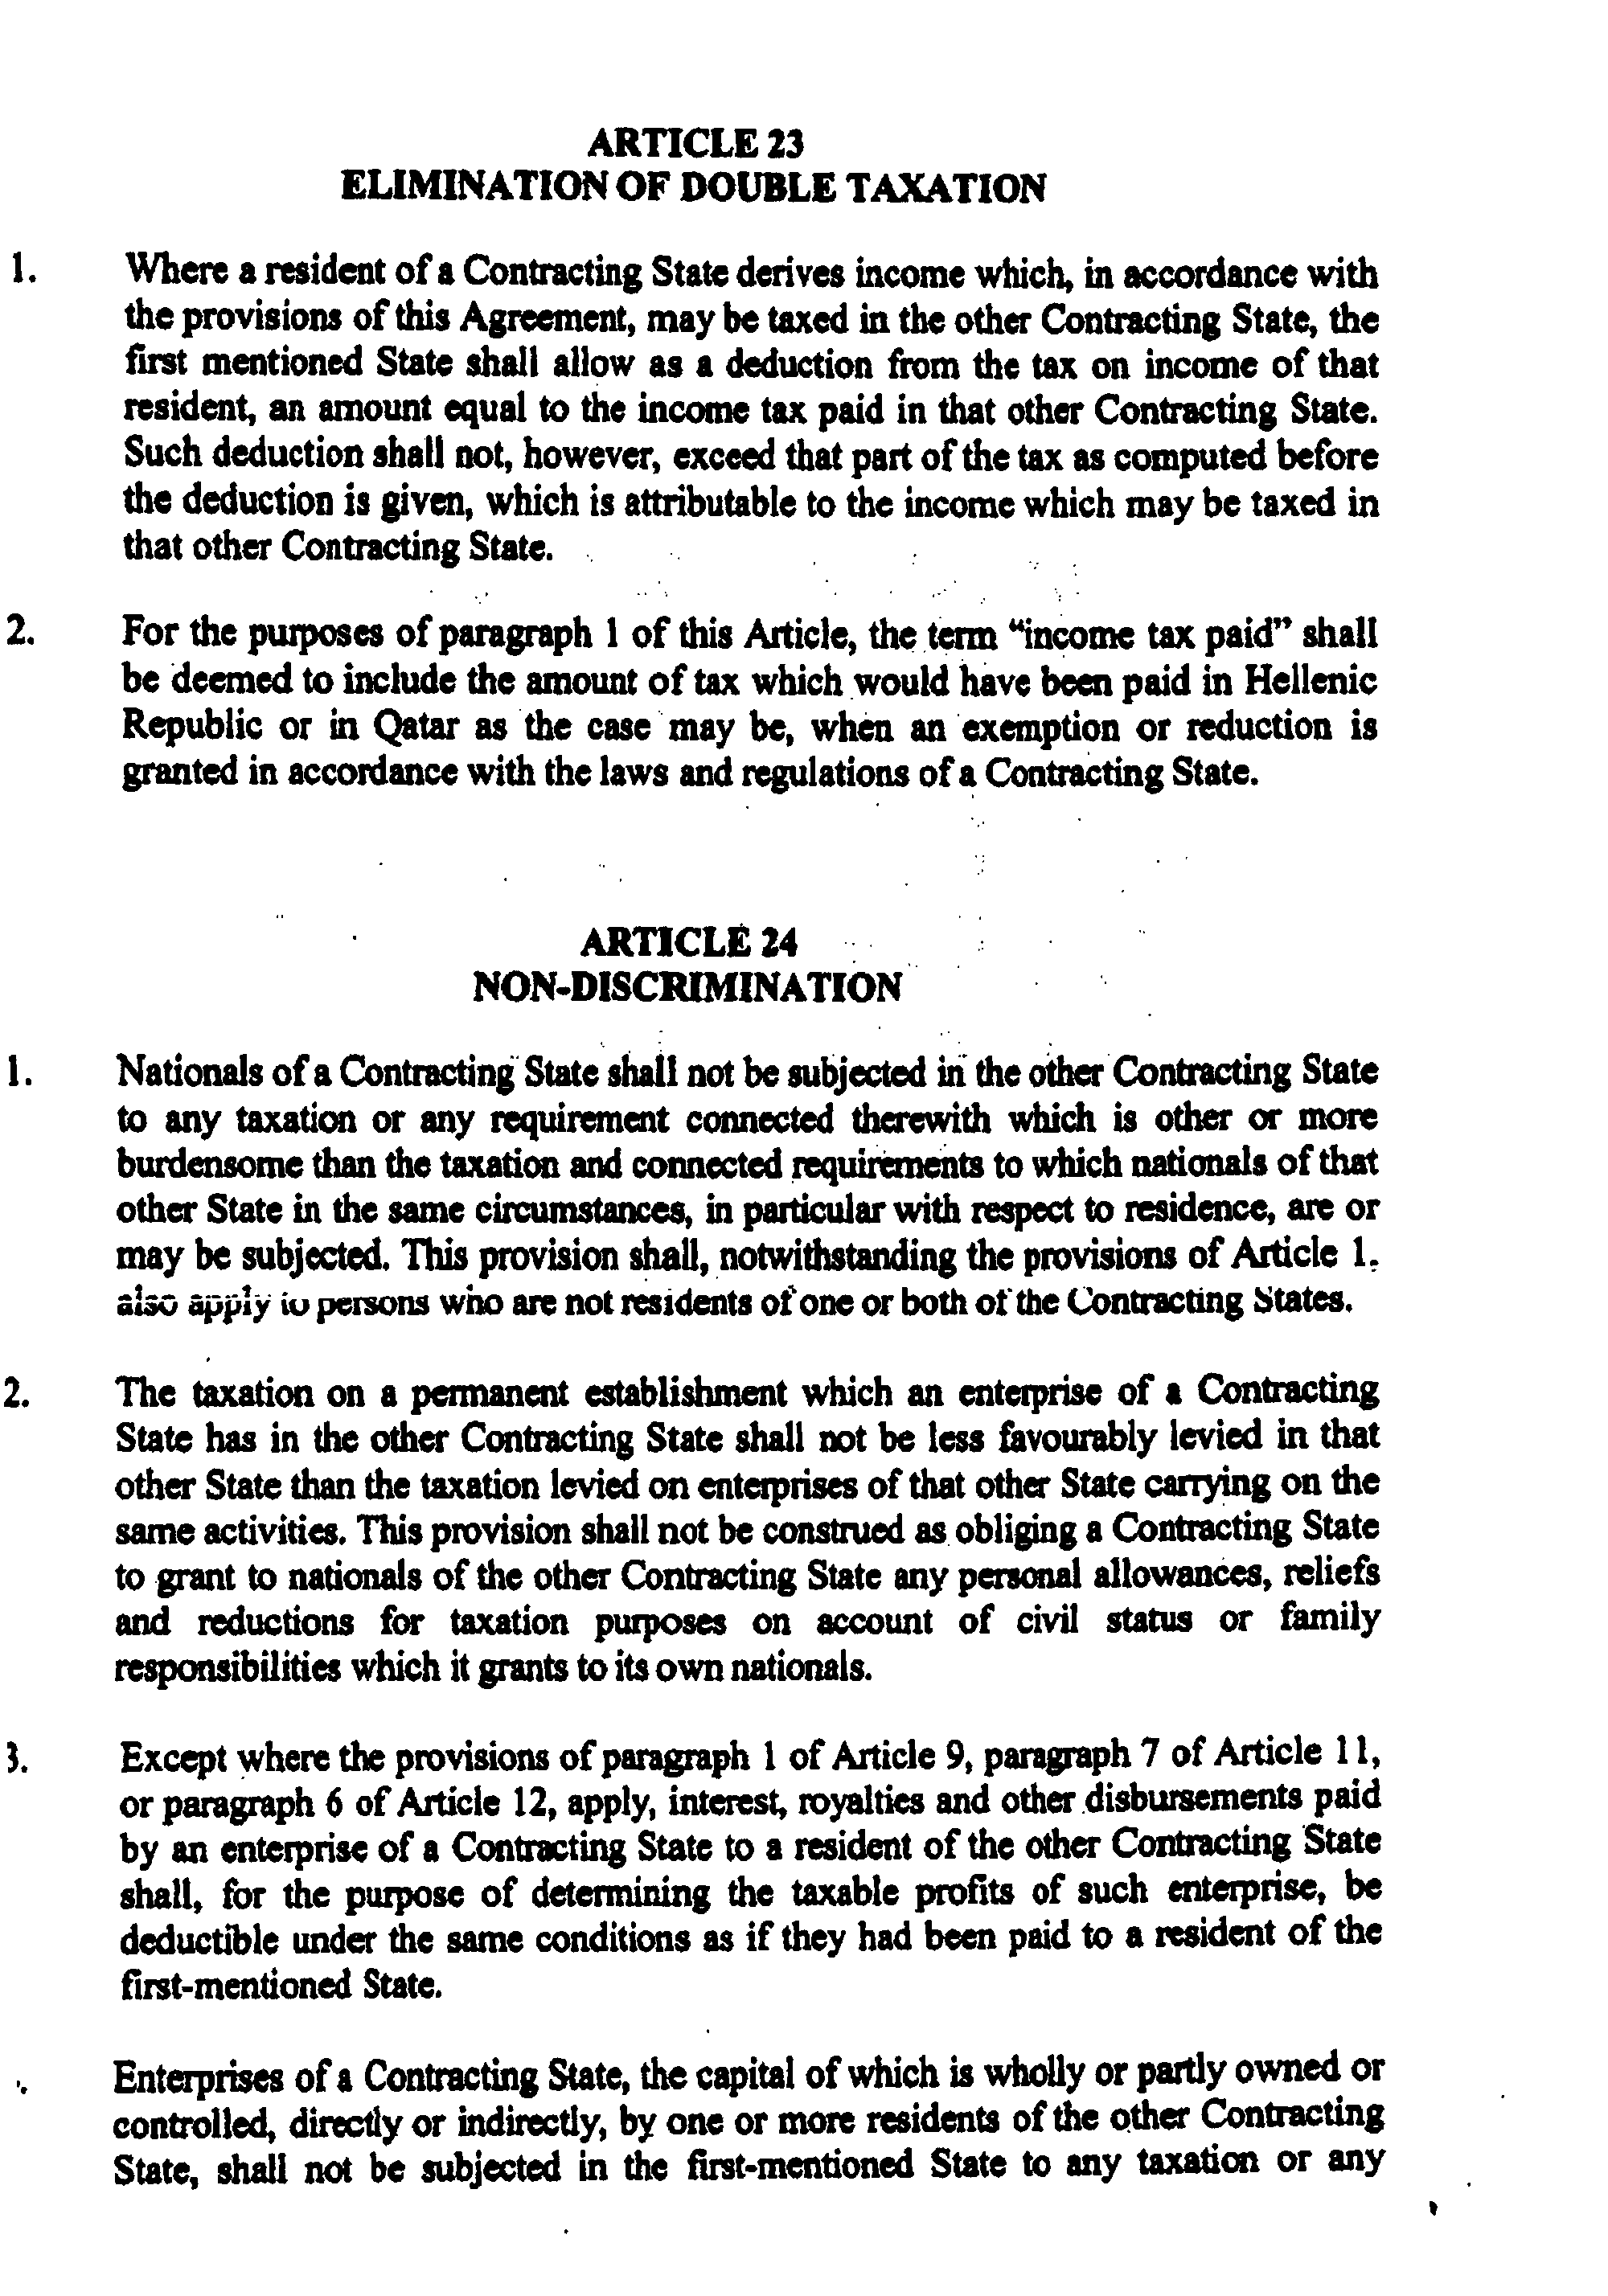 ARTICLE 23
ELIMINATION OF DOUBLE TAXATION
1. Where a resident of a Contracting State derives income which, in accordance with
the provisions of this Agreement, may be taxed in the other Contracting State, the
first mentioned State shall allow as a deduction from the tax on income of that
resident, an amount equal to the income tax paid in that other Contracting State.
Such deduction shall not, however, exceed that part of the tax as computed before
the deduction is given, which is attributable to the income which may be taxed in
that other Contracting State.
2. For the purposes of paragraph 1 of this Article, the term “income tax paid” shall
be deemed to include the amount of tax which would have been paid in Hellenic
Republic or in Qatar as the case may be, when an exemption or reduction is
granted in accordance with the laws and regulations of a Contracting State.
ARTICLE 24
NON-DISCRIMINATION
1. Nationals of a Contracting State shall not be subjected in the other Contracting State
to any taxation or any requirement connected therewith which is other or more
burdensome than the taxation and connected requirements to which nationals of that
other State in the same circumstances, in particular with respect to residence, are or
may be subjected. This provision shall, notwithstanding the provisions of Article 1,
also apply to persons who are not residents of one or both of the Contracting States.
2. The taxation on a permanent establishment which an enterprise of a Contracting
State has in the other Contracting State shall not be less favourably levied in that
other State than the taxation levied on enterprises of that other State carrying on the
same activities. This provision shall not be construed as obliging a Contracting State
to grant to nationals of the other Contracting State any personal allowances, reliefs
and reductions for taxation purposes on account of civil status or family
responsibilities which it grants to its own nationals.
3. Except where the provisions of paragraph 1 of Article 9, paragraph 7 of Article 11,
or paragraph 6 of Article 12, apply, interest, royalties and other disbursements paid
by an enterprise of a Contracting State to a resident of the other Contracting State
shall, for the purpose of determining the taxable profits of such enterprise, be
deductible under the same conditions as if they had been paid to a resident of the
first-mentioned State.
Enterprises of a Contracting State, the capital of which is wholly or partly owned or
controlled, directly or indirectly, by one or more residents of the other Contracting
State, shall not be subjected in the first-mentioned State to any taxation or any